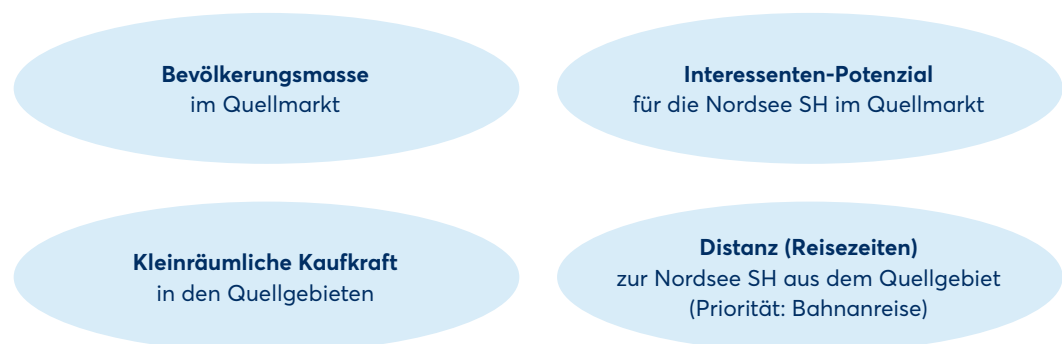 Bevölkerungsmasse
im Quellmarkt
Interessenten-Potenzial
für die Nordsee SH im Quellmarkt
Kleinräumliche Kaufkraft
in den Quellgebieten
Distanz (Reisezeiten)
zur Nordsee SH aus dem Quellgebiet
(Priorität: Bahnanreise)